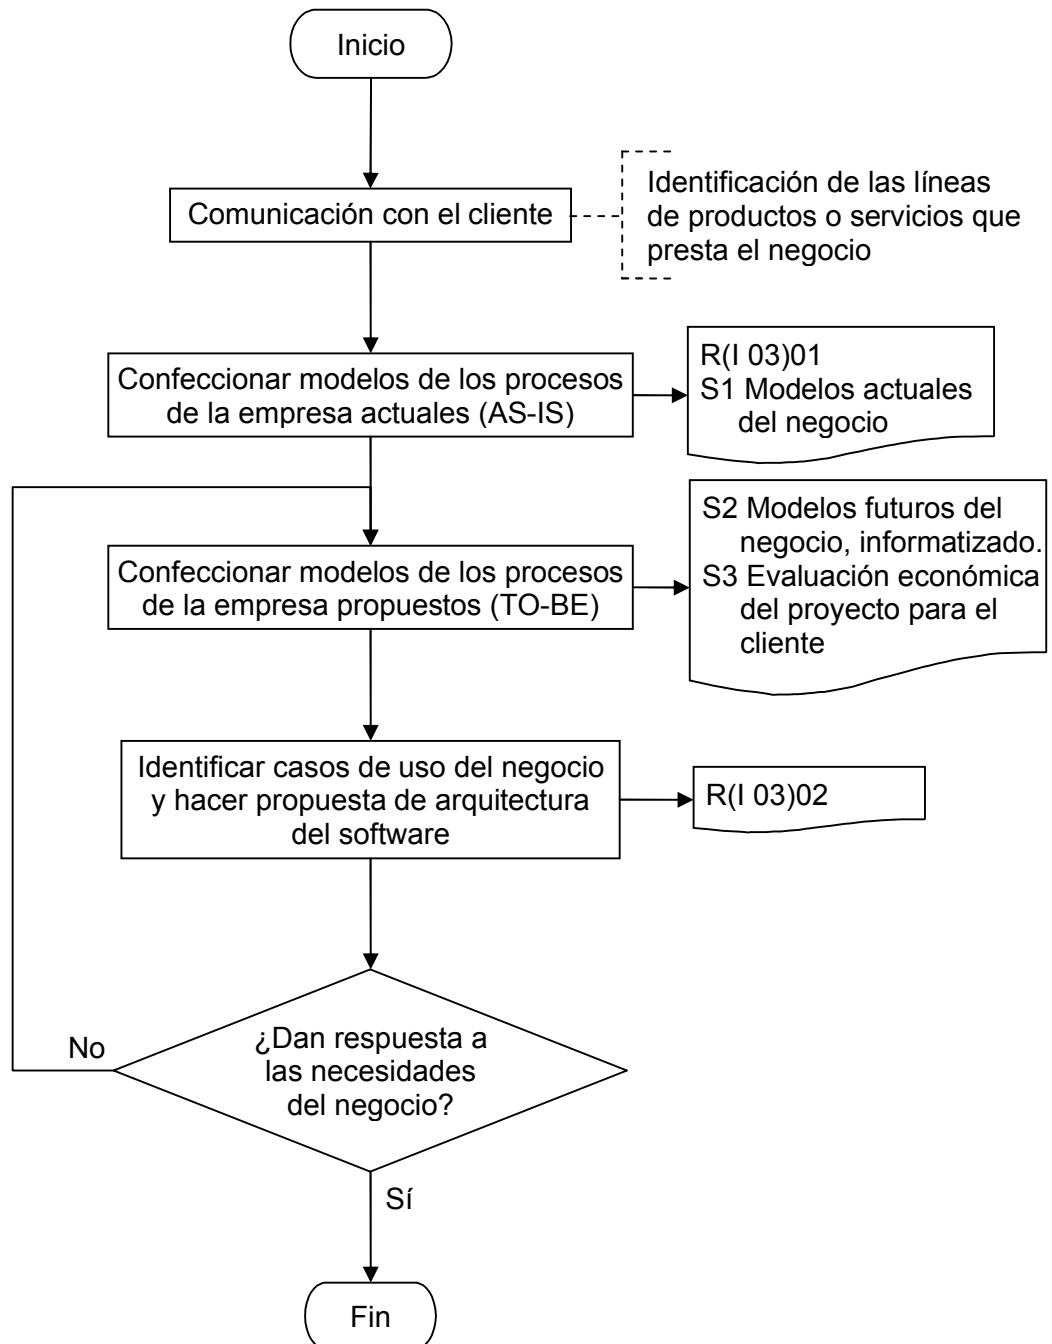 Inicio
Comunicación con el cliente
Identificación de las líneas
de productos o servicios que
presta el negocio
Confeccionar modelos de los procesos
de la empresa actuales (AS-IS)
R(I 03)01
S1 Modelos actuales
del negocio
Confeccionar modelos de los procesos
de la empresa propuestos (TO-BE)
S2 Modelos futuros del
negocio, informatizado.
S3 Evaluación económica
del proyecto para el
cliente
Identificar casos de uso del negocio
y hacer propuesta de arquitectura
del software
R(I 03)02
¿Dan respuesta a
las necesidades
del negocio?
No
Sí
Fin